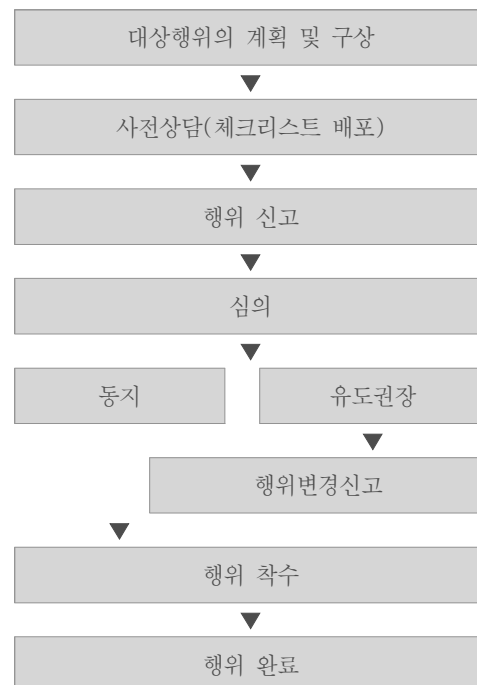 대상행위의 계획 및 구상
▼
사전상담(체크리스트 배포)
▼
행위 신고
▼
심의
▼
동지
유도권장
▼
행위변경신고
▼
행위 착수
▼
행위 완료